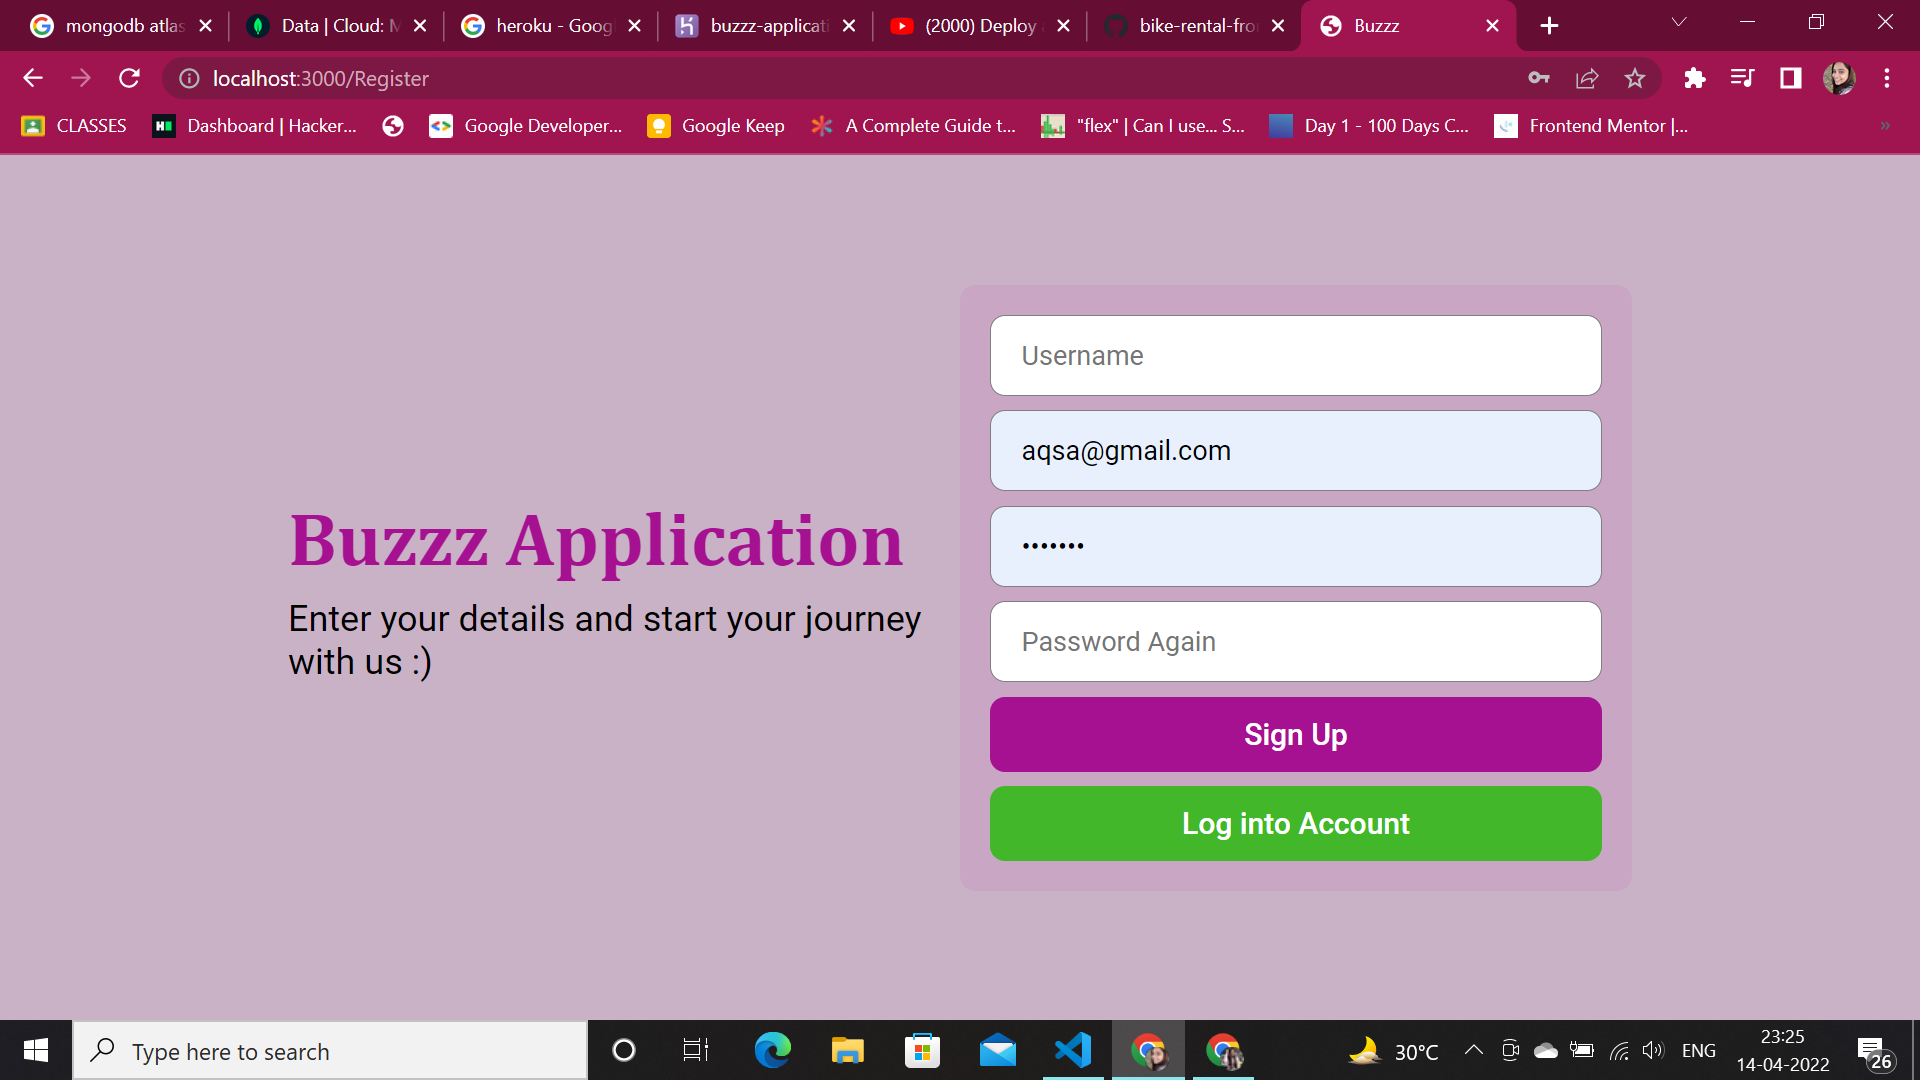 mongodb atlas
Data | Cloud: M
heroku - Goog
buzzz-applicati
(2000) Deploy a
bike-rental-fron
Buzzz
localhost:3000/Register
CLASSES
Dashboard | Hacker...
Google Developer...
Google Keep
A Complete Guide t...
"flex" | Can I use... S...
Day 1 - 100 Days C...
Frontend Mentor |...
»
Buzzz Application
Enter your details and start your journey
with us :)
Username
aqsa@gmail.com
•••••••
Password Again
Sign Up
Log into Account
Type here to search
30°C
ENG
23:25
14-04-2022
26